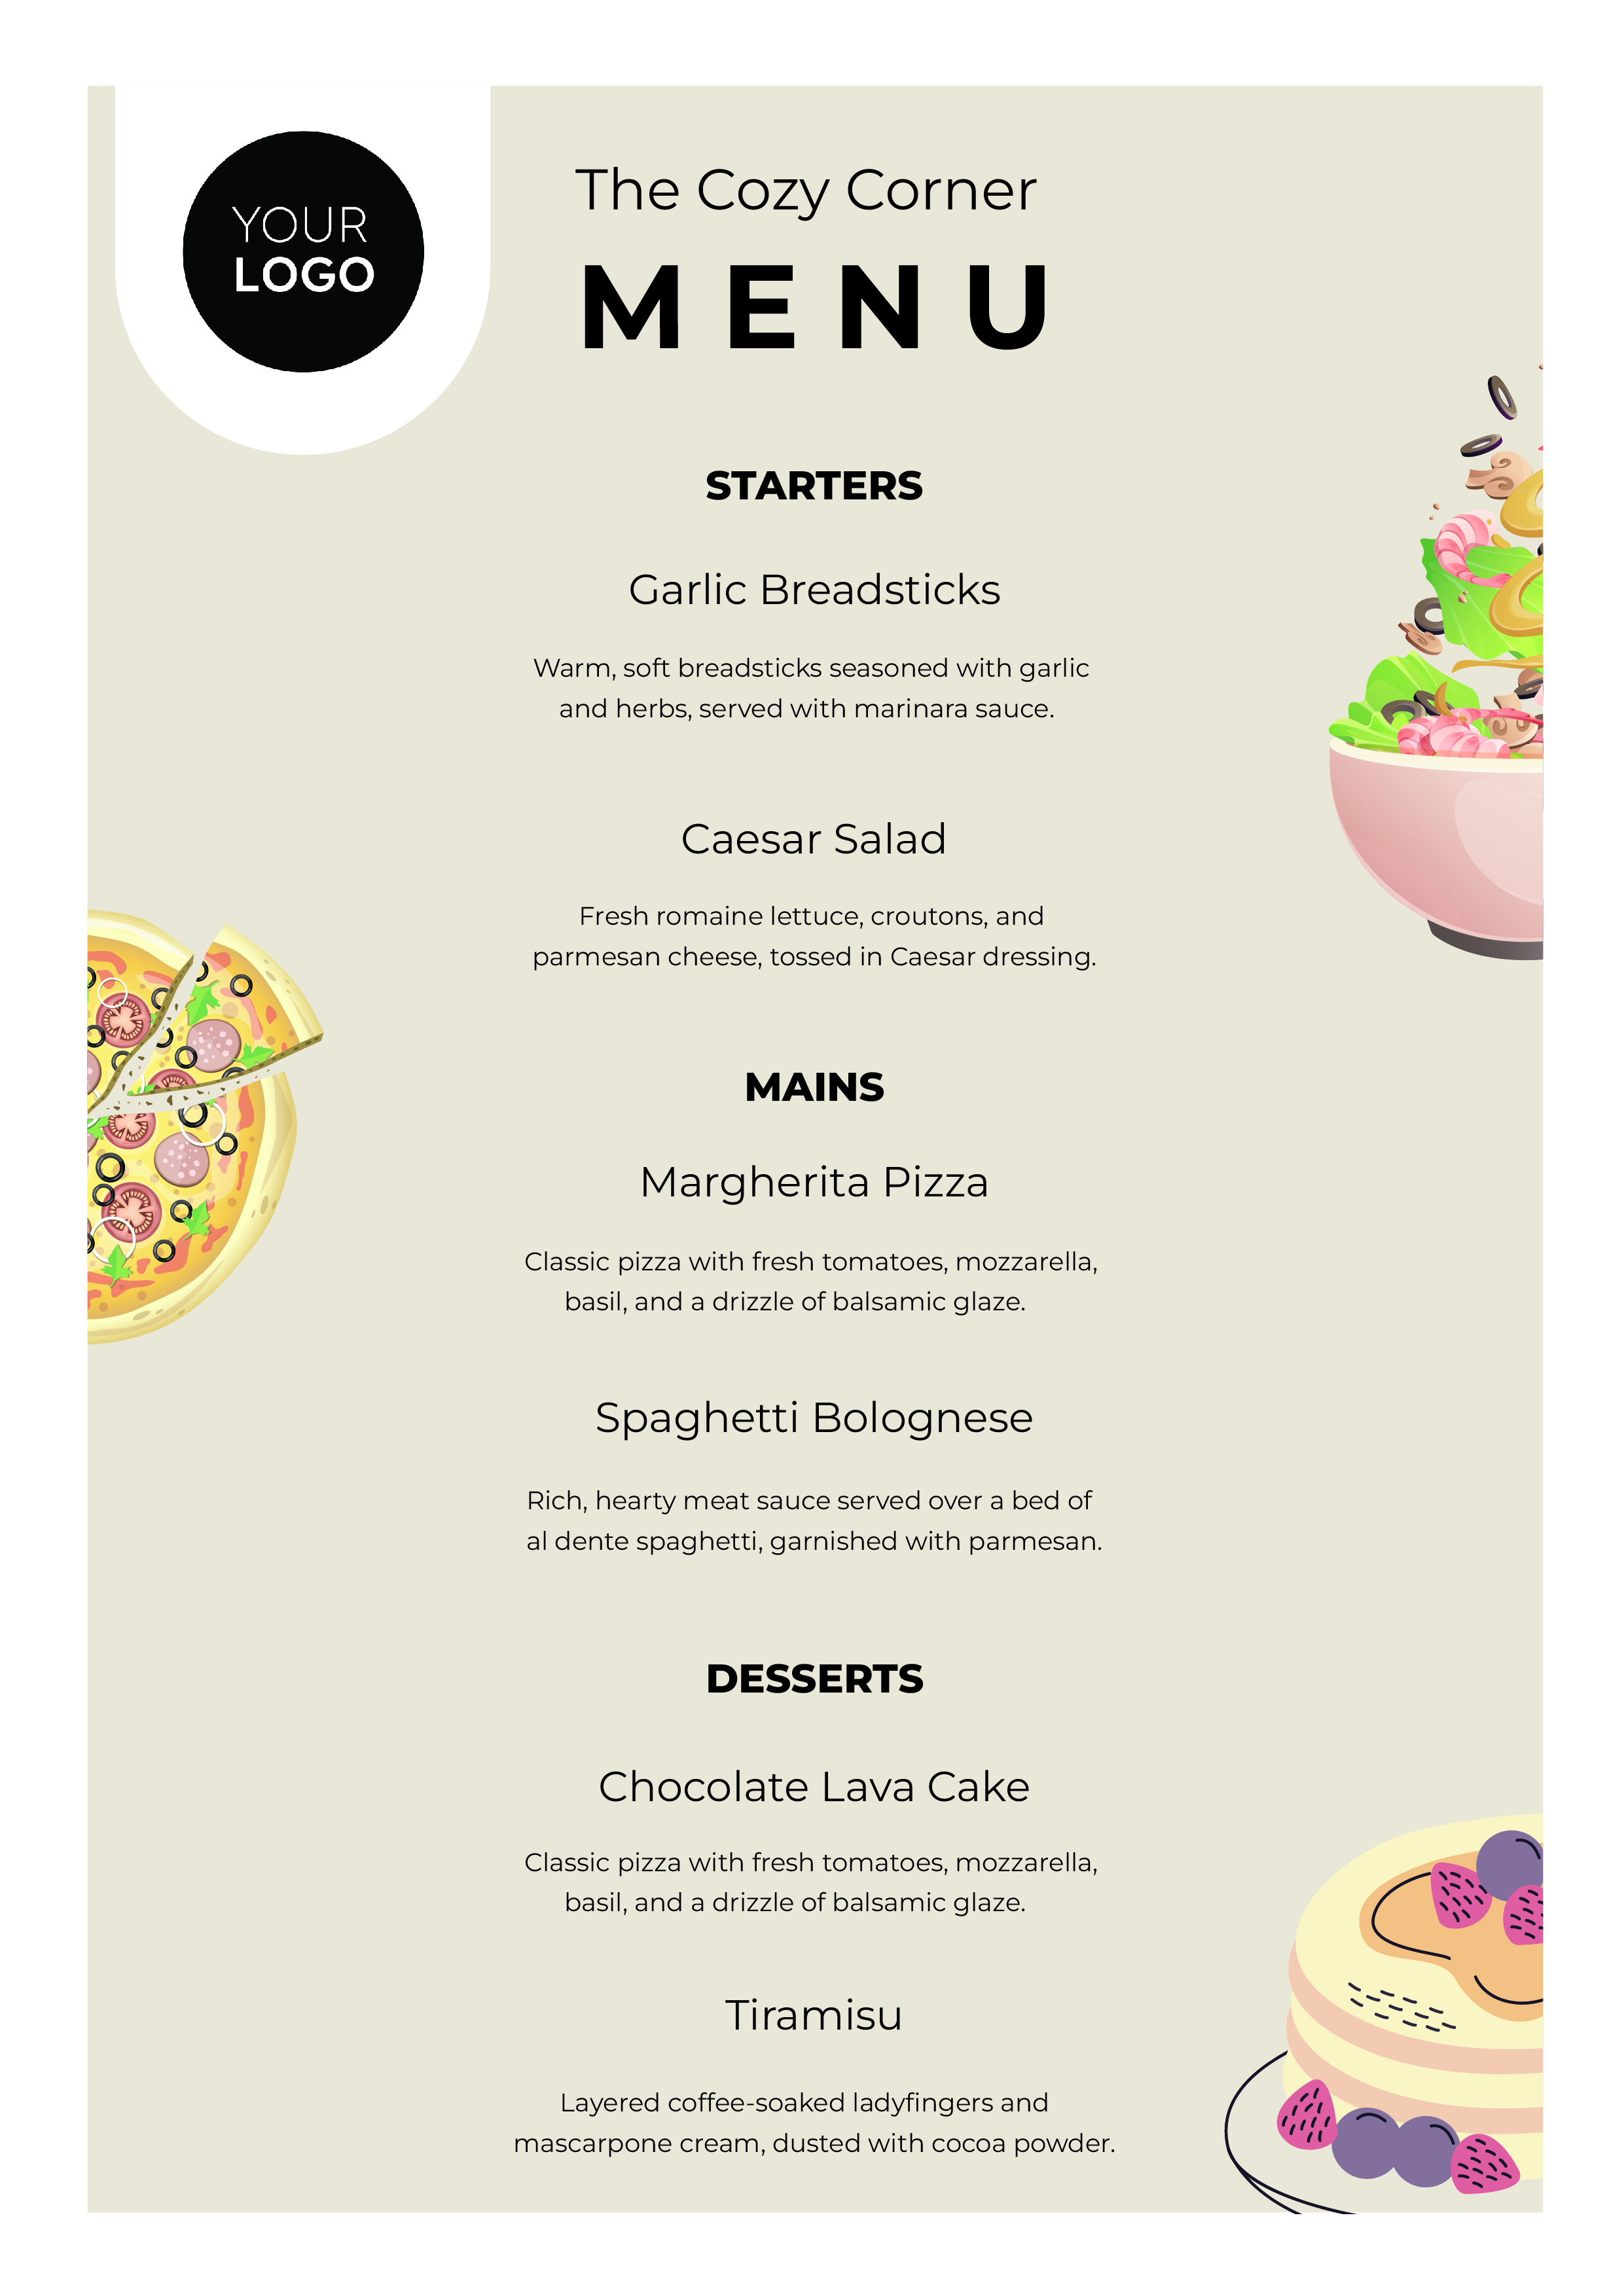 YOUR
LOGO
The Cozy Corner
MENU
STARTERS
Garlic Breadsticks
Warm, soft breadsticks seasoned with garlic
and herbs, served with marinara sauce.
Caesar Salad
Fresh romaine lettuce, croutons, and
parmesan cheese, tossed in Caesar dressing.
MAINS
Margherita Pizza
Classic pizza with fresh tomatoes, mozzarella,
basil, and a drizzle of balsamic glaze.
Spaghetti Bolognese
Rich, hearty meat sauce served over a bed of
al dente spaghetti, garnished with parmesan.
DESSERTS
Chocolate Lava Cake
Classic pizza with fresh tomatoes, mozzarella,
basil, and a drizzle of balsamic glaze.
Tiramisu
Layered coffee-soaked ladyfingers and
mascarpone cream, dusted with cocoa powder.